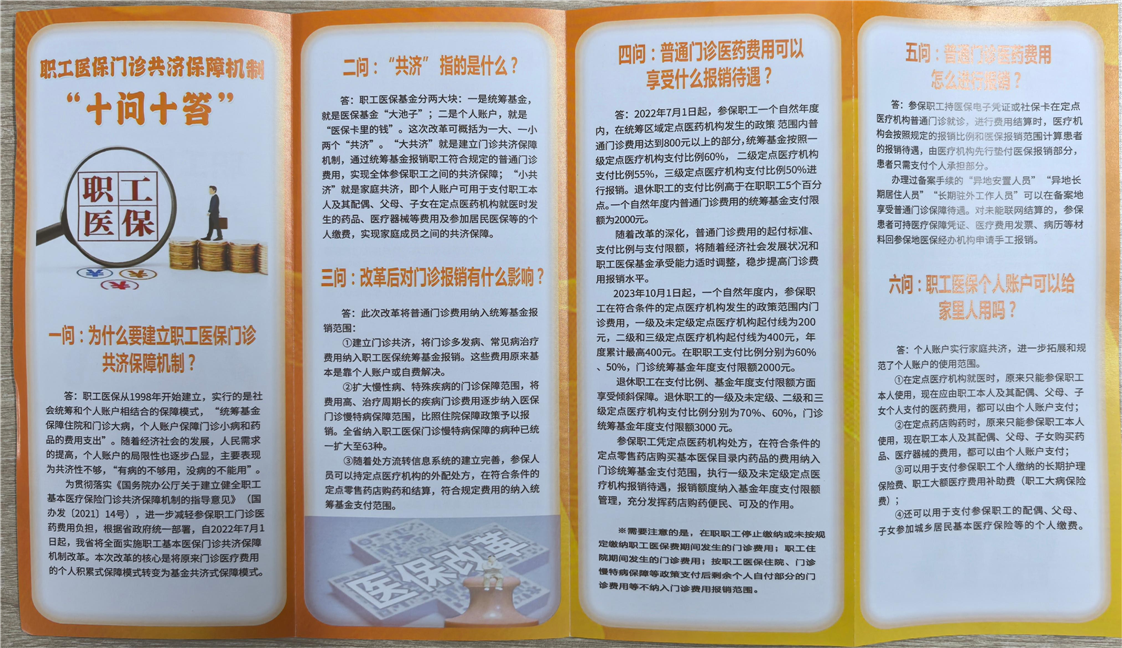 职工医保门诊共济保障机制
“十问十答”
职工
医保
一问：为什么要建立职工医保门诊
共济保障机制？
答：职工医保从1998年开始建立，实行的是社
会统筹和个人账户相结合的保障模式，“统筹基金
保障住院和门诊大病，个人账户保障门诊小病和药
品的费用支出”。随着经济社会的发展，人民需求
的提高，个人账户的局限性也逐步凸显，主要表现
为共济性不够，“有病的不够用，没病的不能用”。
为贯彻落实《国务院办公厅关于建立健全职工
基本医疗保险门诊共济保障机制的指导意见》（国
办发〔2021〕14号），进一步减轻参保职工门诊医
药费用负担，根据省政府统一部署，自2022年7月1
日起，我省将全面实施职工基本医保门诊共济保障
机制改革。本次改革的核心是将原来门诊医疗费用
的个人积累式保障模式转变为基金共济式保障模式。
二问：“共济” 指的是什么？
答：职工医保基金分两大块：一是统筹基金，
就是医保基金“大池子”；二是个人账户，就是
“医保卡里的钱”。这次改革可概括为一大、一小
两个“共济”。“大共济”就是建立门诊共济保障
机制，通过统筹基金报销职工符合规定的普通门诊
费用，实现全体参保职工之间的共济保障；“小共
济”就是家庭共济，即个人账户可用于支付职工本
人及其配偶、父母、子女在定点医药机构就医时发
生的药品、医疗器械等费用及参加居民医保等的个
人缴费，实现家庭成员之间的共济保障。
三问：改革后对门诊报销有什么影响？
答：此次改革将普通门诊费用纳入统筹基金报
销范围：
①建立门诊共济，将门诊多发病、常见病治疗
费用纳入职工医保统筹基金报销。这些费用原来基
本是靠个人账户或自费解决。
②扩大慢性病、特殊疾病的门诊保障范围，将
费用高、治疗周期长的疾病门诊费用逐步纳入医保
门诊慢特病保障范围，比照住院保障政策予以报
销。全省纳入职工医保门诊慢特病保障的病种已统
一扩大至63种。
③随着处方流转信息系统的建立完善，参保人
员可以持定点医疗机构的外配处方，在符合条件的
定点零售药店购药和结算，符合规定费用的纳入统
筹基金支付范围。
医保改革
四问：普通门诊医药费用可以
享受什么报销待遇？
答：2022年7月1日起，参保职工一个自然年度
内，在统筹区域定点医药机构发生的政策 范围内普
通门诊费用达到800元以上的部分，统筹基金按照一
级定点医疗机构支付比例60%， 二级定点医疗机构
支付比例55%，三级定点医疗机构支付比例50%进
行报销。退休职工的支付比例高于在职职工5个百分
点。一个自然年度内普通门诊费用的统筹基金支付限
额为2000元。
随着改革的深化，普通门诊费用的起付标准、
支付比例与支付限额，将随着经济社会发展状况和
职工医保基金承受能力适时调整，稳步提高门诊费
用报销水平。
2023年10月1日起，一个自然年度内，参保职
工在符合条件的定点医疗机构发生的政策范围内门
诊费用，一级及未定级定点医疗机构起付线为200
元，二级和三级定点医疗机构起付线为400元，年
度累计最高400元。在职职工支付比例分别为60%
、50%，门诊统筹基金年度支付限额2000元。
退休职工在支付比例、基金年度支付限额方面
享受倾斜保障。退休职工的一级及未定级、二级和三
级定点医疗机构支付比例分别为70%、60%，门诊
统筹基金年度支付限额3000 元。
参保职工凭定点医药机构处方，在符合条件的
定点零售药店购买基本医保目录内药品的费用纳入
门诊统筹基金支付范围，执行一级及未定级定点医
疗机构报销待遇，报销额度纳入基金年度支付限额
管理，充分发挥药店购药便民、可及的作用。
※需要注意的是，在职职工停止缴纳或未按规
定缴纳职工医保费期间发生的门诊费用；职工住
院期间发生的门诊费用；按职工医保住院、门诊
慢特病保障等政策支付后剩余个人自付部分的门
诊费用等不纳入门诊费用报销范围。
五问：普通门诊医药费用
怎么进行报销？
答：参保职工持医保电子凭证或社保卡在定点
医疗机构普通门诊就诊，进行费用结算时，医疗机
构会按照规定的报销比例和医保报销范围计算患者
的报销待遇，由医疗机构先行垫付医保报销部分，
患者只需支付个人承担部分。
办理过备案手续的“异地安置人员” “异地长
期居住人员” “长期驻外工作人员”可以在备案地
享受普通门诊保障待遇。对未能联网结算的，参保
患者可持医疗保障凭证、医疗费用发票、病历等材
料回参保地医保经办机构申请手工报销。
六问：职工医保个人账户可以给
家里人用吗？
答：个人账户实行家庭共济，进一步拓展和规
范了个人账户的使用范围。
①在定点医疗机构就医时，原来只能参保职工
本人使用，现在应由职工本人及其配偶、父母、子
女个人支付的医药费用，都可以由个人账户支付；
②在定点药店购药时，原来只能参保职工本人
使用，现在职工本人及其配偶、父母、子女购买药
品、医疗器械的费用，都可以由个人账户支付；
③可以用于支付参保职工个人缴纳的长期护理
保险费、职工大额医疗费用补助费（职工大病保险
费）；
④还可以用于支付参保职工的配偶、父母、
子女参加城乡居民基本医疗保险等的个人缴费。